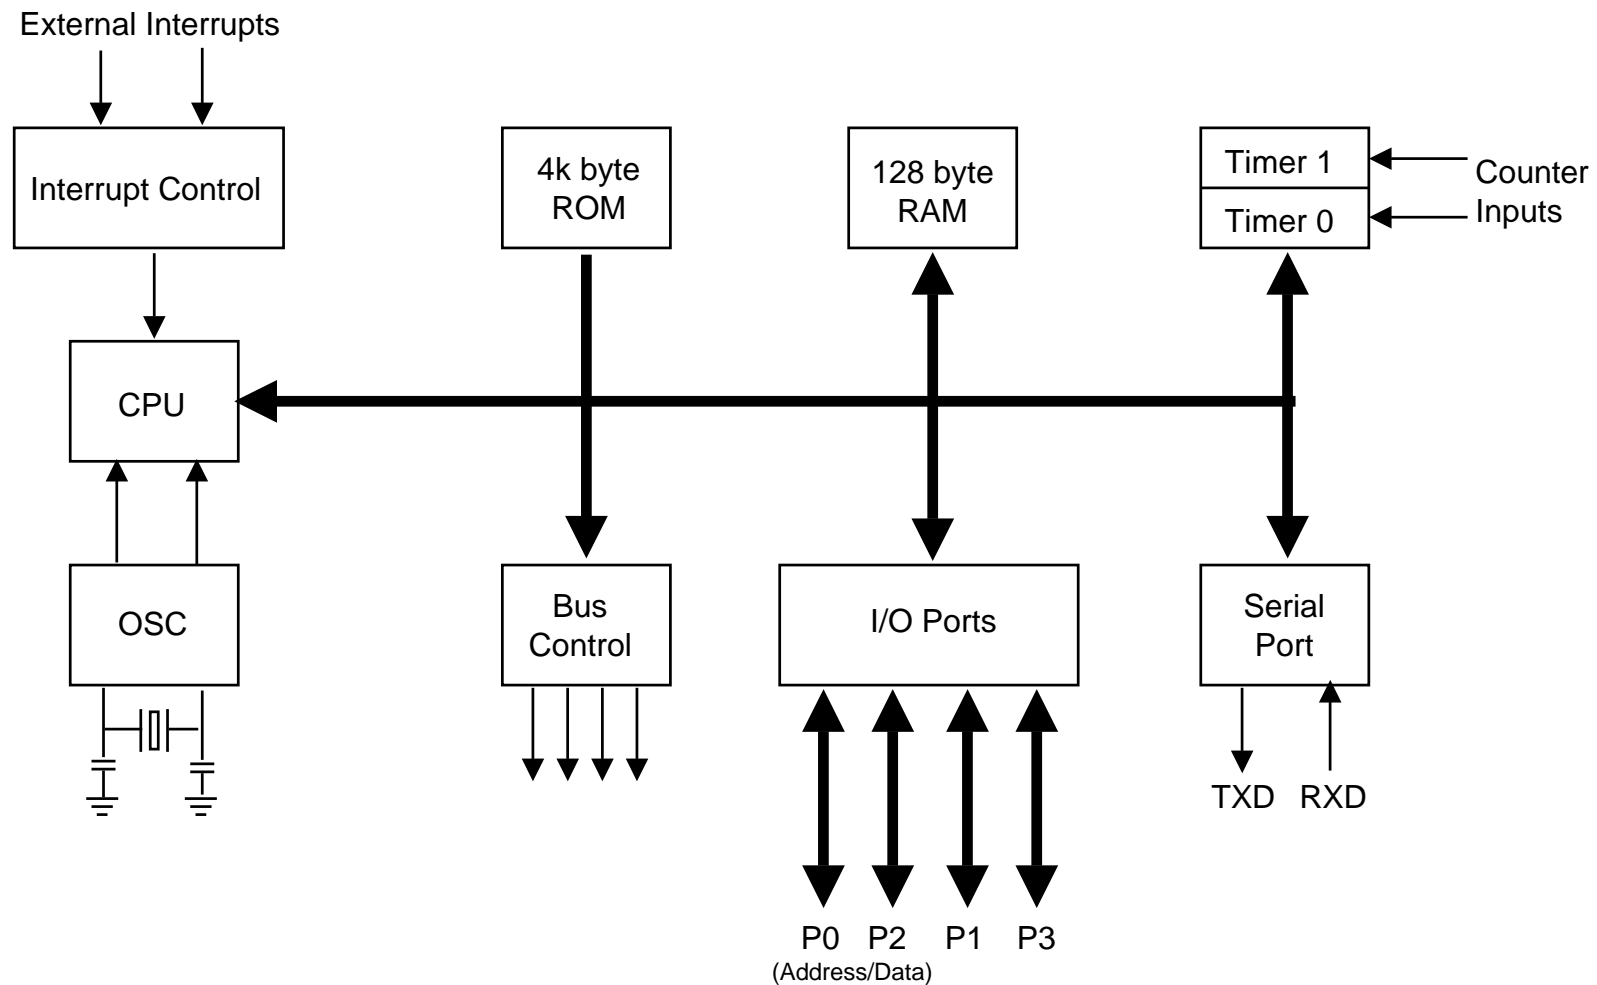 External Interrupts
Interrupt Control
4k byte
ROM
128 byte
RAM
Timer 1
Timer 0
Counter
Inputs
CPU
OSC
Bus
Control
I/O Ports
Serial
Port
TXD RXD
P0 P2 P1 P3
(Address/Data)